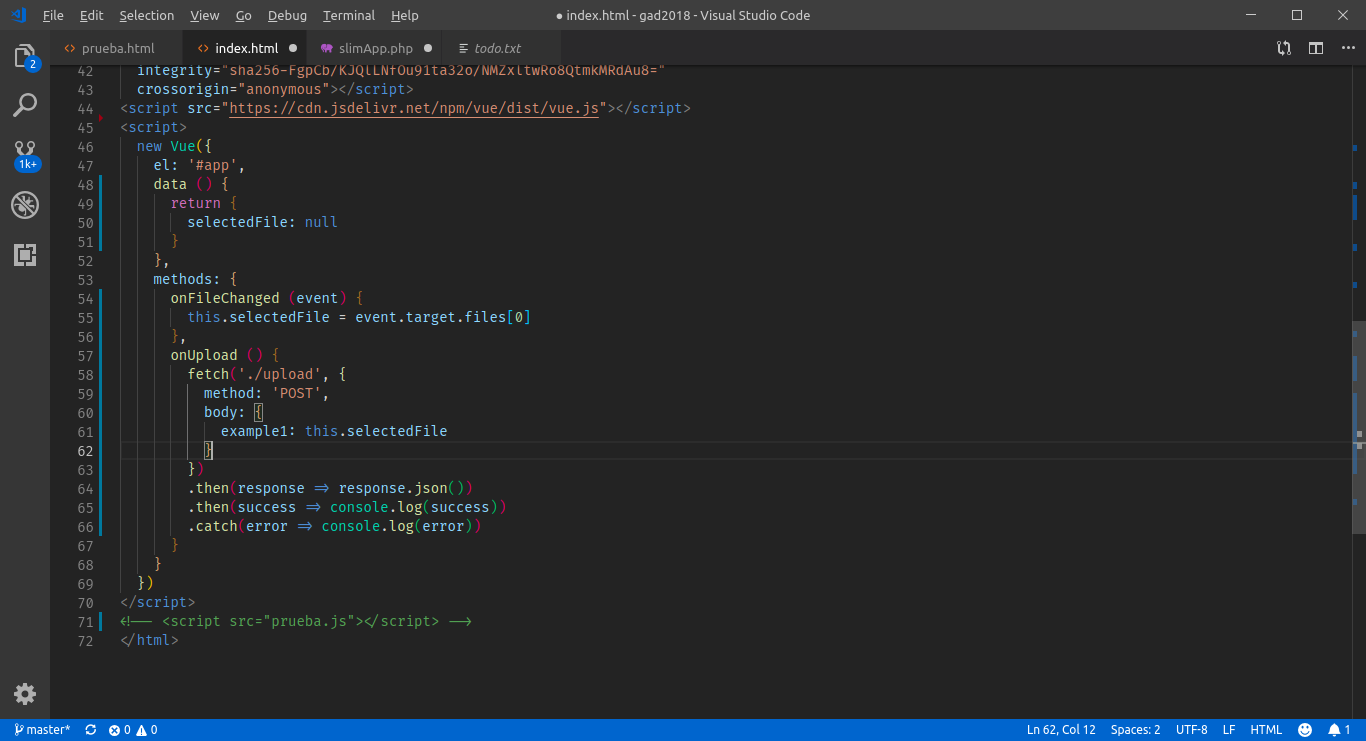 File Edit Selection View Go Debug Terminal Help ● index.html - gad2018 - Visual Studio Code
2 <> prueba.html <> index.html ● slimApp.php ● todo.txt
42 integrity="sha256-FgpCb/KJQlLNfOu91ta32o/NMZxltwRo8QtmkMRdAu8="
43 crossorigin="anonymous"></script>
44 <script src="https://cdn.jsdelivr.net/npm/vue/dist/vue.js"></script>
45 <script>
46 new Vue({
47 el: '#app',
48 data () {
49 return {
50 selectedFile: null
51 }
52 },
53 methods: {
54 onFileChanged (event) {
55 this.selectedFile = event.target.files[0]
56 },
57 onUpload () {
58 fetch('./upload', {
59 method: 'POST',
60 body: {
61 example1: this.selectedFile
62 }
63 })
64 .then(response => response.json())
65 .then(success => console.log(success))
66 .catch(error => console.log(error))
67 }
68 }
69 })
70 </script>
71 <!-- <script src="prueba.js"></script> -->
72 </html>
1k+
master* 0 0 Ln 62, Col 12 Spaces: 2 UTF-8 LF HTML 1